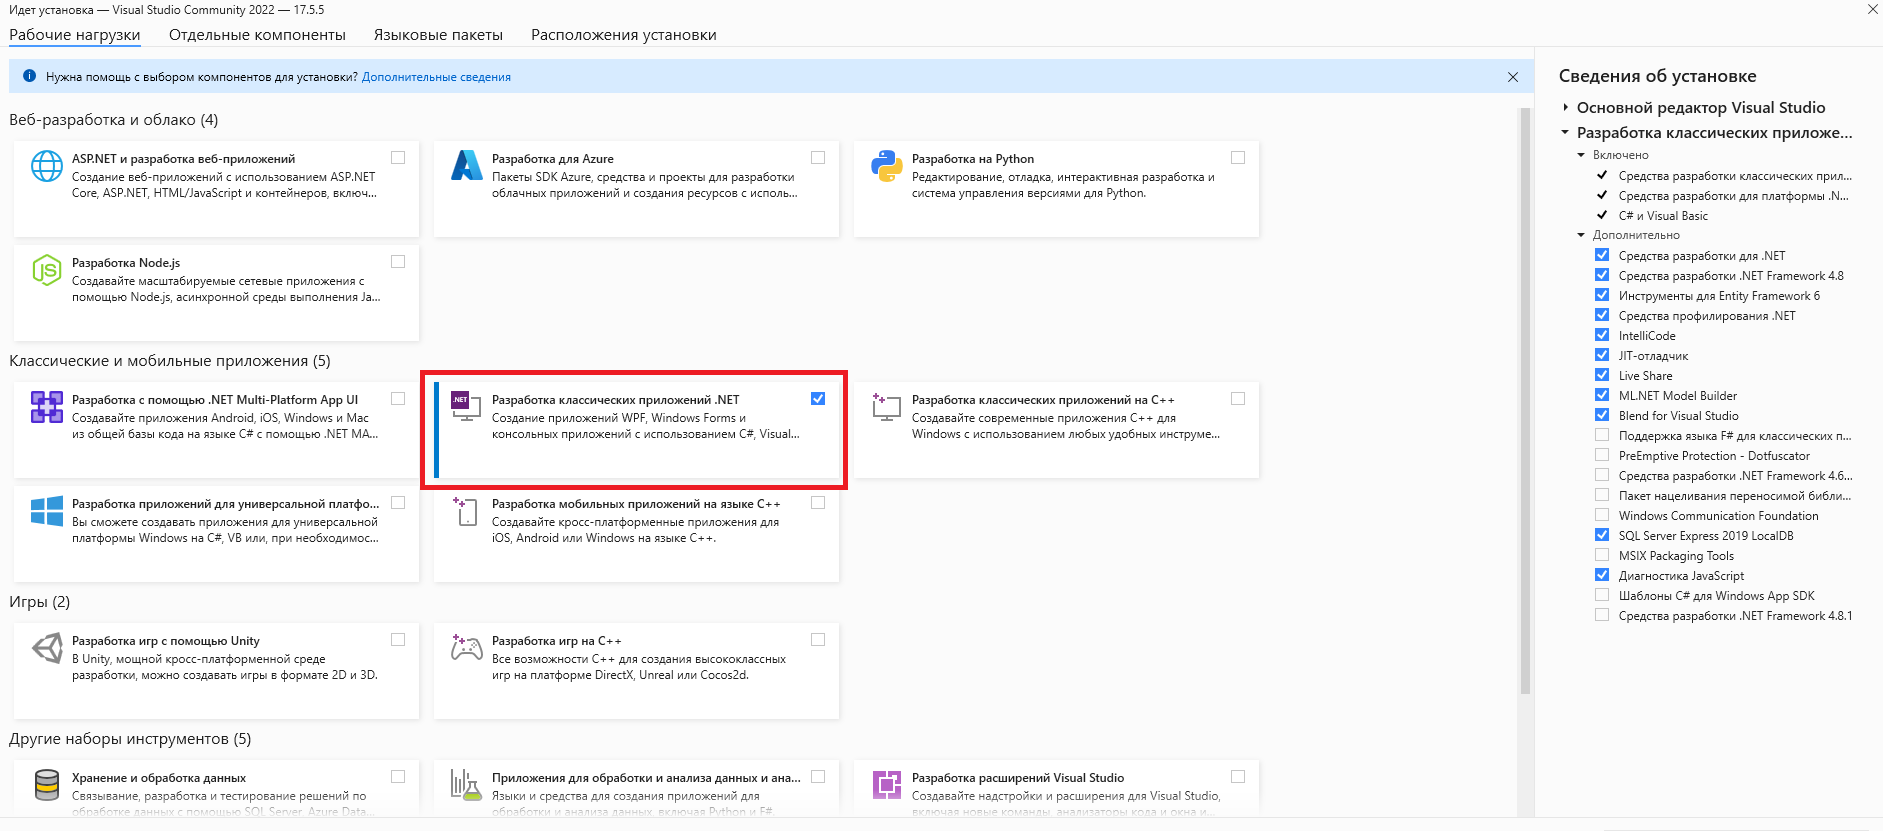 Идет установка — Visual Studio Community 2022 — 17.5.5
Рабочие нагрузки
Отдельные компоненты
Языковые пакеты
Расположения установки
Нужна помощь с выбором компонентов для установки? Дополнительные сведения
Веб-разработка и облако (4)
ASP.NET и разработка веб-приложений
Создание веб-приложений с использованием ASP.NET
Core, ASP.NET, HTML/JavaScript и контейнеров, включ...
Разработка для Azure
Пакеты SDK Azure, средства и проекты для разработки
облачных приложений и создания ресурсов с исполь...
Разработка на Python
Редактирование, отладка, интерактивная разработка и
система управления версиями для Python.
Разработка Node.js
Создавайте масштабируемые сетевые приложения с
помощью Node.js, асинхронной среды выполнения Ja...
Классические и мобильные приложения (5)
Разработка с помощью .NET Multi-Platform App UI
Создавайте приложения Android, iOS, Windows и Mac
из общей базы кода на языке C# с помощью .NET MA...
.NET
Разработка классических приложений .NET
Создание приложений WPF, Windows Forms и
консольных приложений с использованием C#, Visual...
Разработка классических приложений на C++
Создавайте современные приложения C++ для
Windows с использованием любых удобных инструме...
Разработка приложений для универсальной платфо...
Вы сможете создавать приложения для универсальной
платформы Windows на C#, VB или, при необходимос...
Разработка мобильных приложений на языке C++
Создавайте кросс-платформенные приложения для
iOS, Android или Windows на языке C++.
Игры (2)
Разработка игр с помощью Unity
В Unity, мощной кросс-платформенной среде
разработки, можно создавать игры в формате 2D и 3D.
Разработка игр на C++
Все возможности C++ для создания высококлассных
игр на платформе DirectX, Unreal или Cocos2d.
Другие наборы инструментов (5)
Хранение и обработка данных
Связывание, разработка и тестирование решений по
обработке данных с помощью SQL Server, Azure Data...
Приложения для обработки и анализа данных и ана...
Языки и средства для создания приложений для
обработки и анализа данных, включая Python и F#.
Разработка расширений Visual Studio
Создавайте надстройки и расширения для Visual Studio,
включая новые команды, анализаторы кода и окна и...
Сведения об установке
Основной редактор Visual Studio
Разработка классических приложе...
Включено
Средства разработки классических прил...
Средства разработки для платформы .N...
C# и Visual Basic
Дополнительно
Средства разработки для .NET
Средства разработки .NET Framework 4.8
Инструменты для Entity Framework 6
Средства профилирования .NET
IntelliCode
JIT-отладчик
Live Share
ML.NET Model Builder
Blend for Visual Studio
Поддержка языка F# для классических п...
PreEmptive Protection - Dotfuscator
Средства разработки .NET Framework 4.6...
Пакет нацеливания переносимой библи...
Windows Communication Foundation
SQL Server Express 2019 LocalDB
MSIX Packaging Tools
Диагностика JavaScript
Шаблоны C# для Windows App SDK
Средства разработки .NET Framework 4.8.1